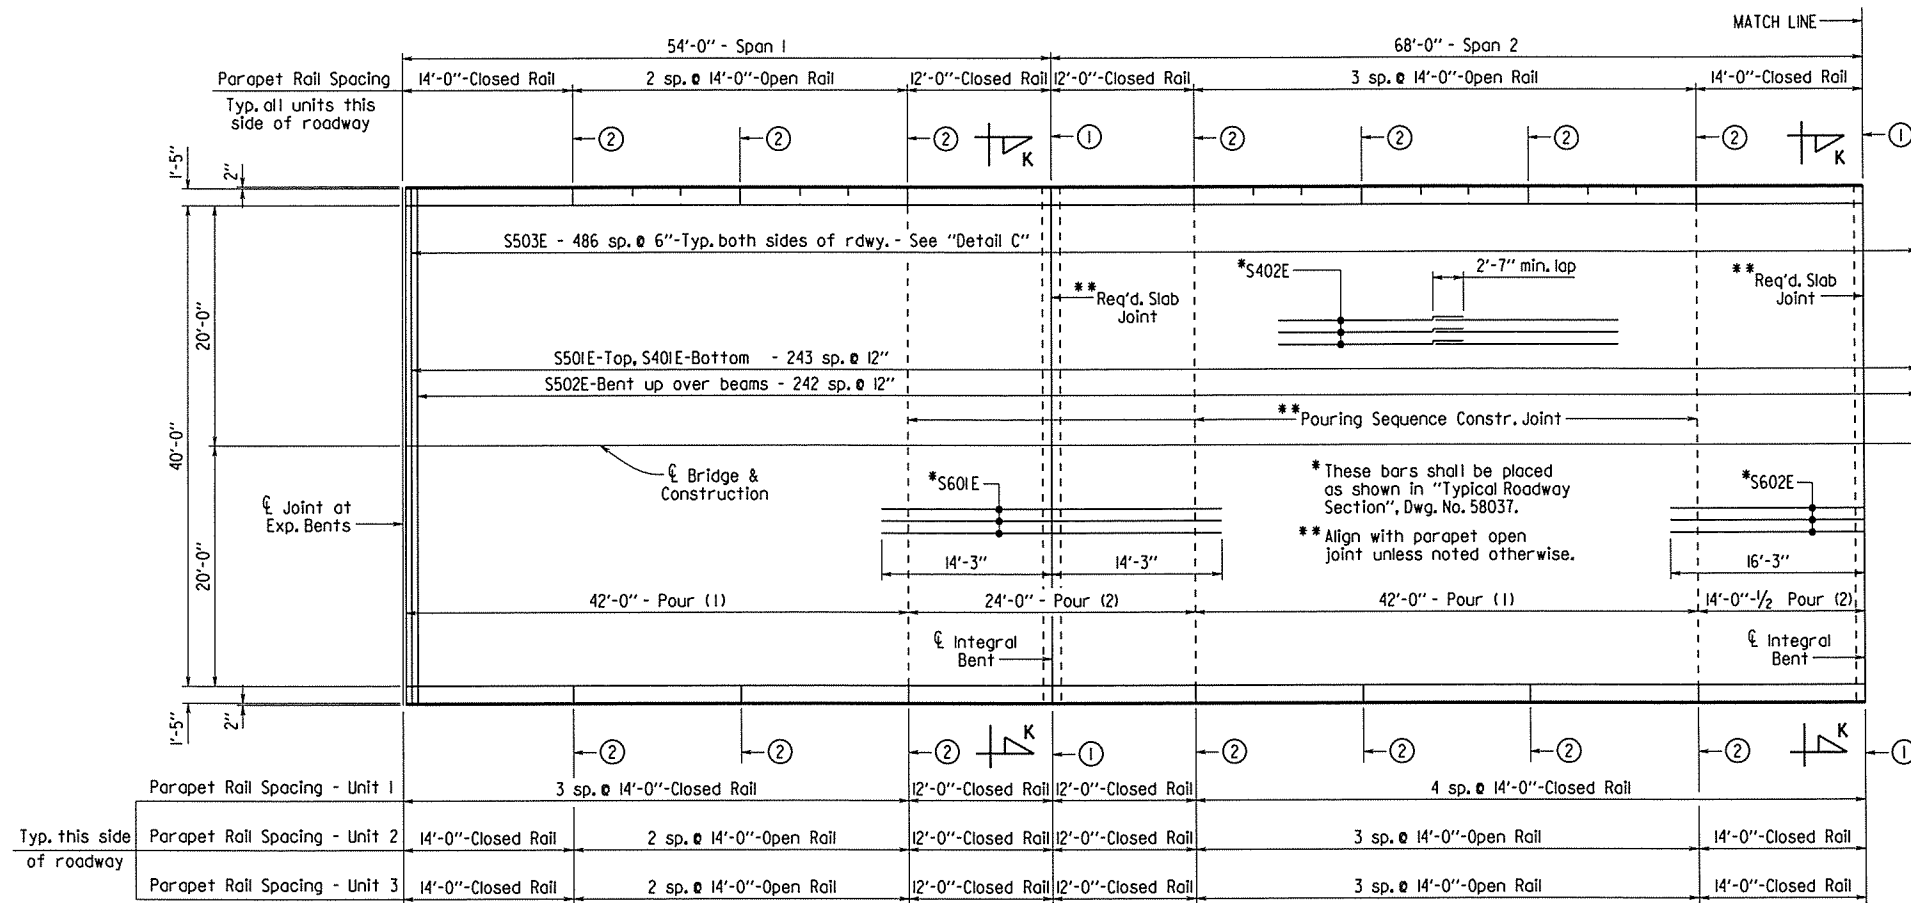 MATCH LINE
54'-0" - Span 1
68'-0" - Span 2
Parapet Rail Spacing
14'-0"-Closed Rail
2 sp. @ 14'-0"-Open Rail
12'-0"-Closed Rail
12'-0"-Closed Rail
3 sp. @ 14'-0"-Open Rail
14'-0"-Closed Rail
Typ. all units this
side of roadway
2
2
2
K
1
2
2
2
2
K
1
1'-5"
2"
S503E - 486 sp. @ 6"-Typ. both sides of rdwy. - See "Detail C"
*S402E
2'-7" min. lap
**Req'd. Slab
Joint
**Req'd. Slab
Joint
40'-0"
20'-0"
S501E-Top, S401E-Bottom - 243 sp. @ 12"
S502E-Bent up over beams - 242 sp. @ 12"
**Pouring Sequence Constr. Joint
℄ Bridge &
Construction
℄ Joint at
Exp. Bents
*S601E
*These bars shall be placed
as shown in "Typical Roadway
Section", Dwg. No. 58037.
**Align with parapet open
joint unless noted otherwise.
*S602E
20'-0"
14'-3"
14'-3"
16'-3"
42'-0" - Pour (1)
24'-0" - Pour (2)
42'-0" - Pour (1)
14'-0"-1/2 Pour (2)
℄ Integral
Bent
℄ Integral
Bent
1'-5"
2"
2
2
2
K
1
2
2
2
2
K
1
Parapet Rail Spacing - Unit 1
3 sp. @ 14'-0"-Closed Rail
12'-0"-Closed Rail
12'-0"-Closed Rail
4 sp. @ 14'-0"-Closed Rail
Typ. this side
of roadway
Parapet Rail Spacing - Unit 2
14'-0"-Closed Rail
2 sp. @ 14'-0"-Open Rail
12'-0"-Closed Rail
12'-0"-Closed Rail
3 sp. @ 14'-0"-Open Rail
14'-0"-Closed Rail
Parapet Rail Spacing - Unit 3
14'-0"-Closed Rail
2 sp. @ 14'-0"-Open Rail
12'-0"-Closed Rail
12'-0"-Closed Rail
3 sp. @ 14'-0"-Open Rail
14'-0"-Closed Rail